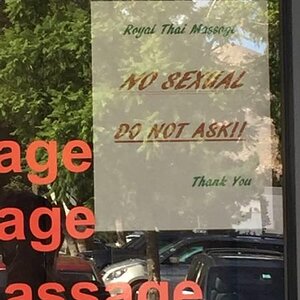 Royal Thai Massage
NO SEXUAL
DO NOT ASK!!
Thank You
age
age
assage